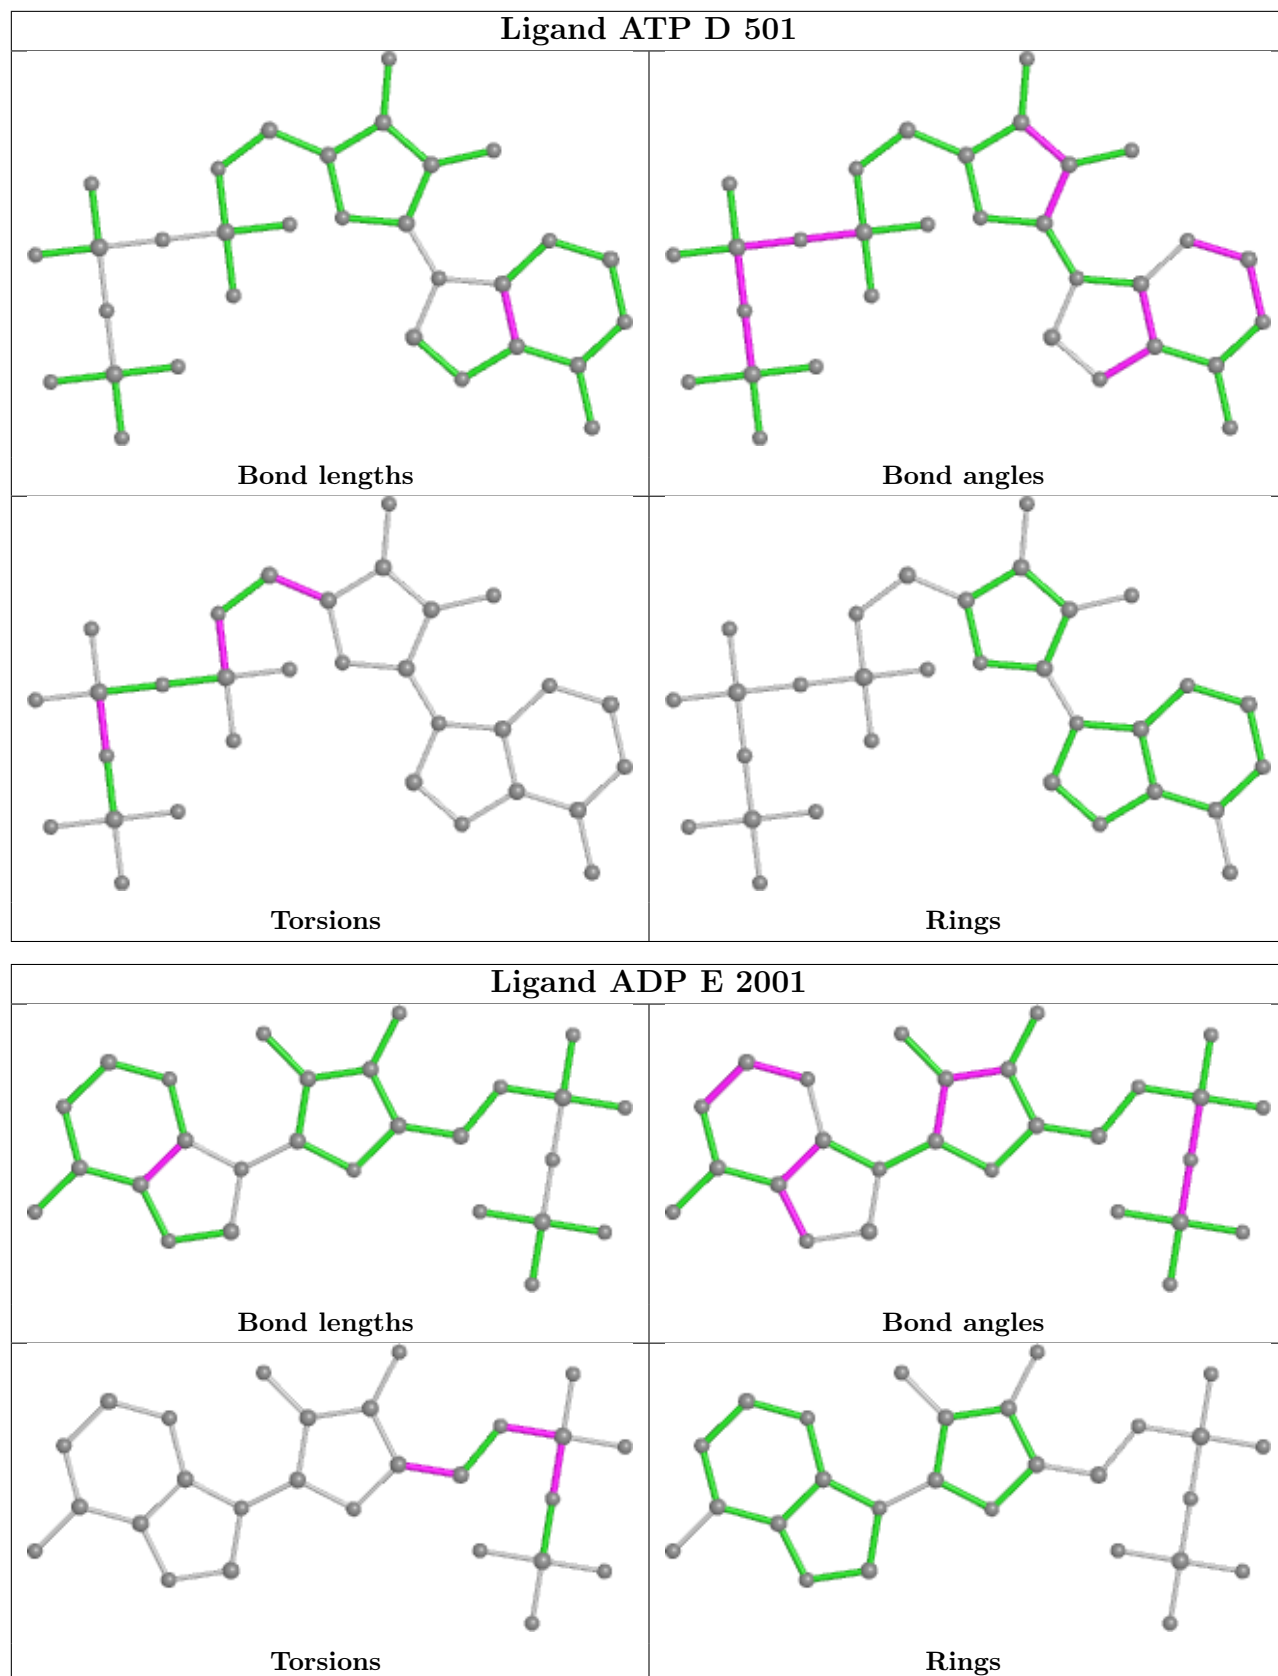 Ligand ATP D 501
Bond lengths
Bond angles
Torsions
Rings
Ligand ADP E 2001
Bond lengths
Bond angles
Torsions
Rings